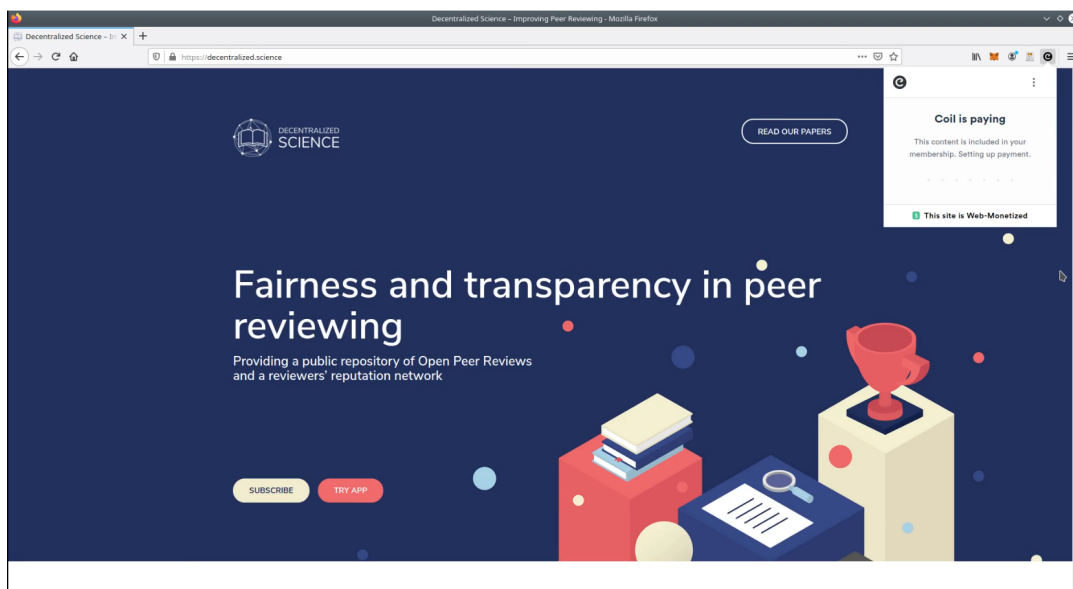 Decentralized Science – Improving Peer Reviewing - Mozilla Firefox
Decentralized Science – Im
https://decentralized.science
Coil is paying
This content is included in your
membership. Setting up payment.
This site is Web-Monetized
DECENTRALIZED
SCIENCE
READ OUR PAPERS
Fairness and transparency in peer
reviewing
Providing a public repository of Open Peer Reviews
and a reviewers' reputation network
SUBSCRIBE
TRY APP